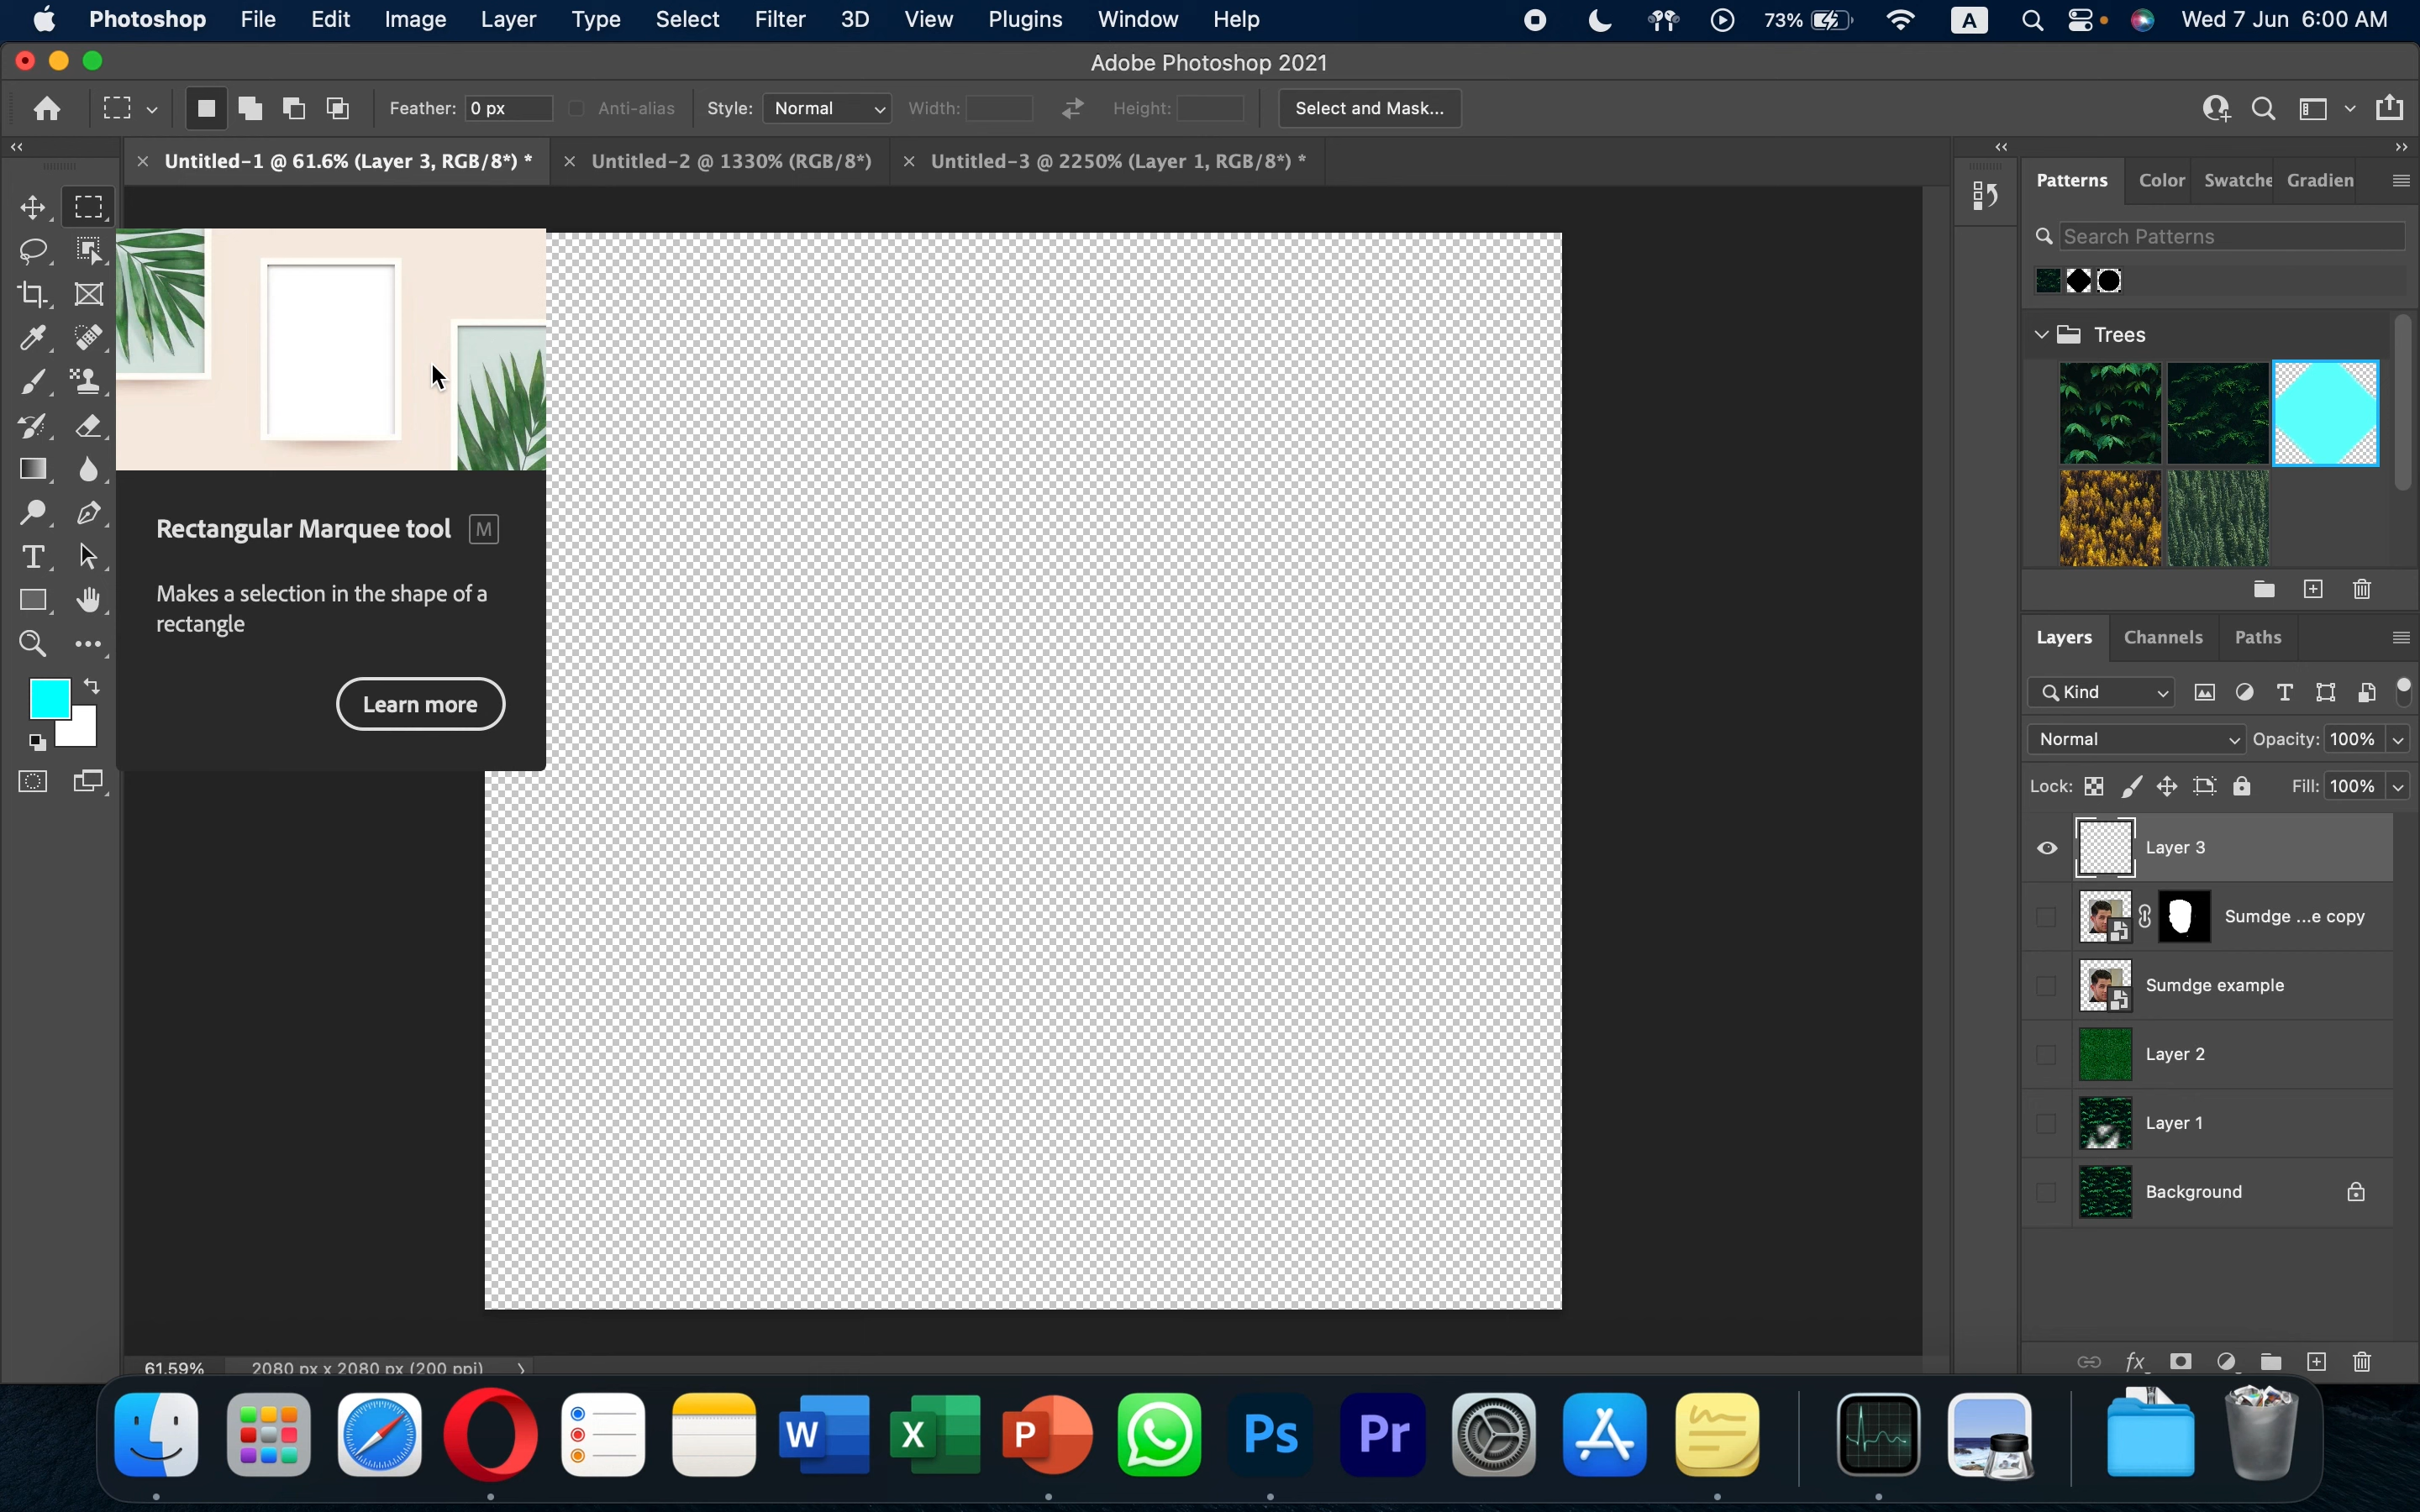 Photoshop File Edit Image Layer Type Select Filter 3D View Plugins Window Help 73% A Wed 7 Jun 6:00 AM
Adobe Photoshop 2021
Feather: 0 px Anti-alias Style: Normal Width: Height: Select and Mask...
Untitled-1 @ 61.6% (Layer 3, RGB/8*) * Untitled-2 @ 1330% (RGB/8*) Untitled-3 @ 2250% (Layer 1, RGB/8*) *
Patterns Color Swatche Gradien
Search Patterns
Trees
Rectangular Marquee tool M
Makes a selection in the shape of a
rectangle
Learn more
Layers Channels Paths
Kind
Normal Opacity: 100%
Lock: Fill: 100%
Layer 3
Sumdge ...e copy
Sumdge example
Layer 2
Layer 1
Background
61.59% 2080 px x 2080 px (200 ppi)
fx
W X P Ps Pr